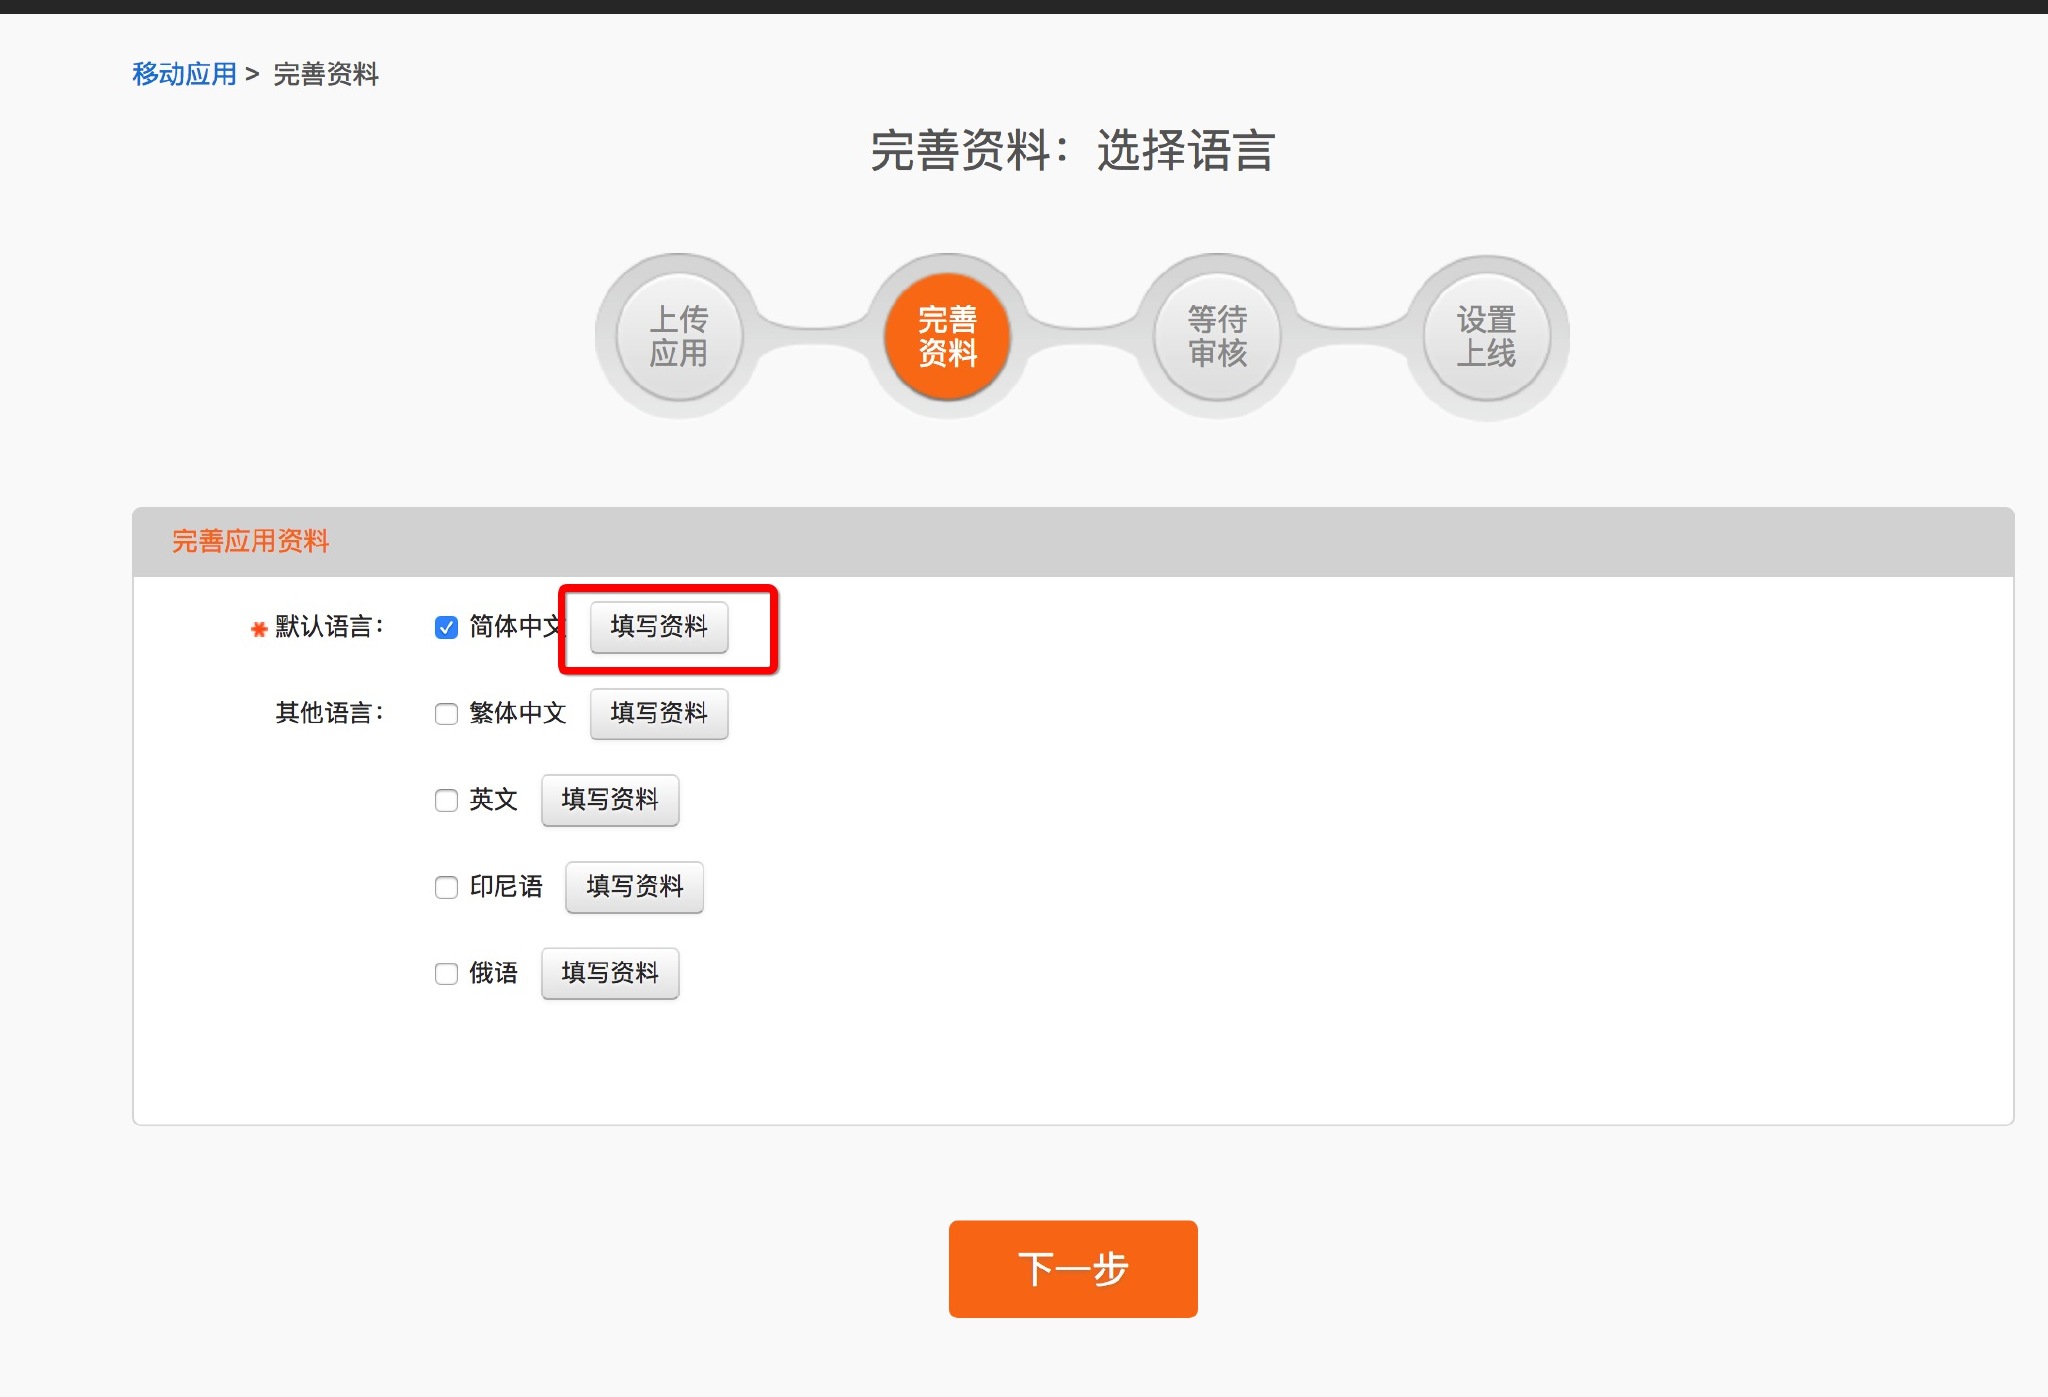 移动应用 > 完善资料
完善资料：选择语言
上传
应用
完善
资料
等待
审核
设置
上线
完善应用资料
* 默认语言： 简体中文 填写资料
其他语言： 繁体中文 填写资料
英文 填写资料
印尼语 填写资料
俄语 填写资料
下一步